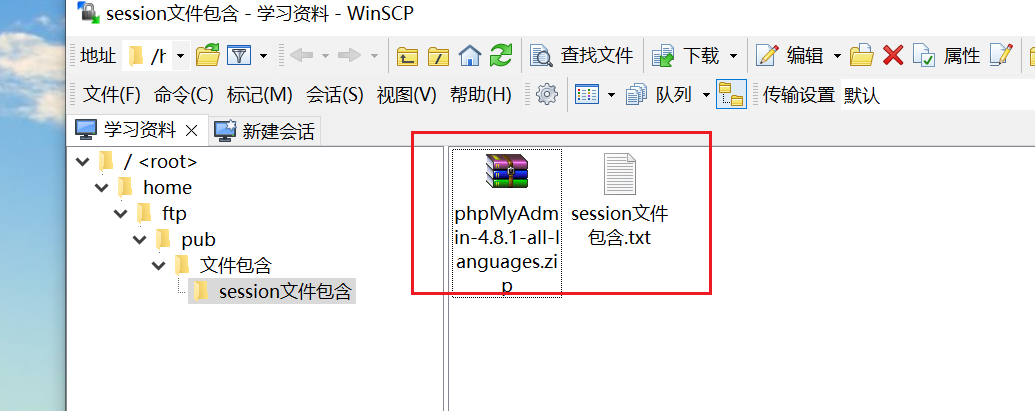 session文件包含 - 学习资料 - WinSCP
地址 /h 查找文件 下载 编辑 属性
文件(F) 命令(C) 标记(M) 会话(S) 视图(V) 帮助(H) 队列 传输设置 默认
学习资料 新建会话
/ <root>
home
ftp
pub
文件包含
session文件包含
phpMyAdm
in-4.8.1-all-l
anguages.zi
p
session文件
包含.txt